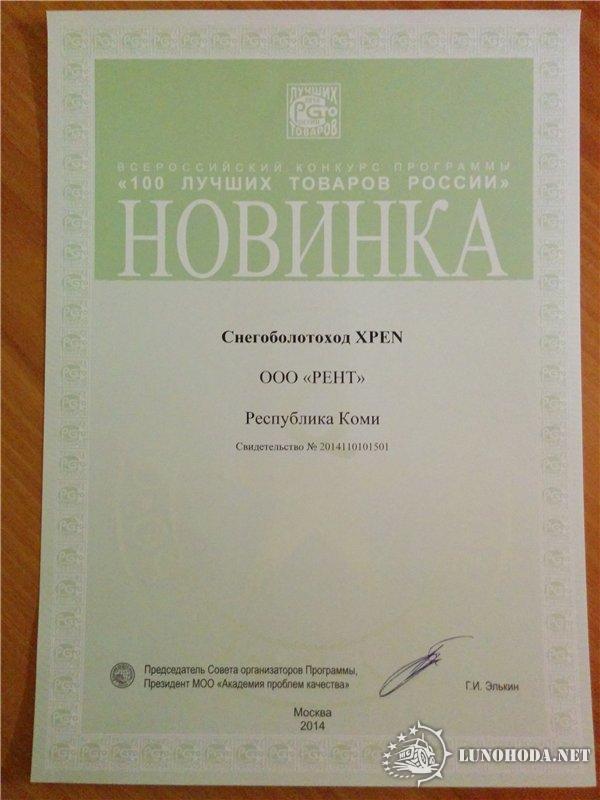 ЛУЧШИХ
ТОВАРОВ
ВСЕРОССИЙСКИЙ КОНКУРС ПРОГРАММЫ
«100 ЛУЧШИХ ТОВАРОВ РОССИИ»
НОВИНКА
Снегоболотоход XPEN
ООО «РЕНТ»
Республика Коми
Свидетельство № 2014110101501
Председатель Совета организаторов Программы,
Президент МОО «Академия проблем качества»
Г.И. Элькин
Москва
2014
LUNOHODA.NET